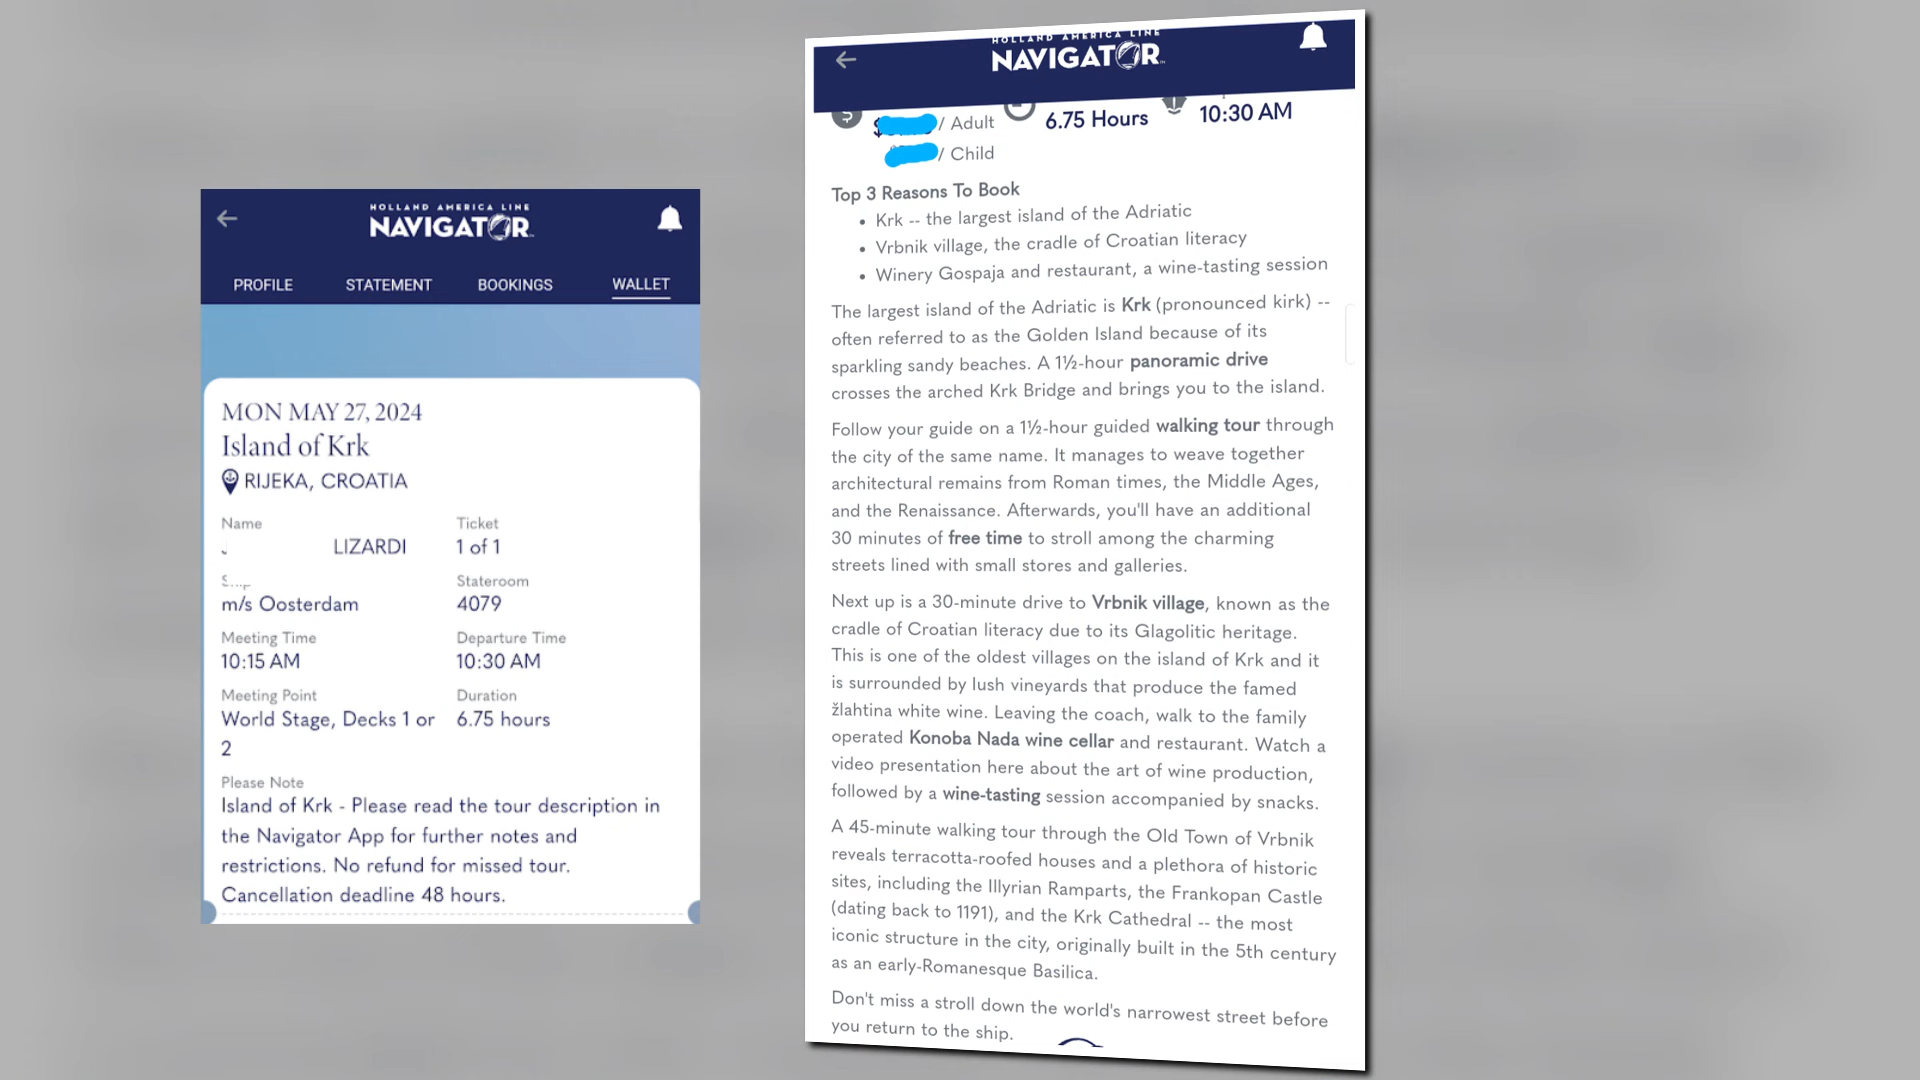 HOLLAND AMERICA LINE
NAVIGATOR
PROFILE STATEMENT BOOKINGS WALLET
MON MAY 27, 2024
Island of Krk
RIJEKA, CROATIA
Name Ticket
LIZARDI 1 of 1
Stateroom
m/s Oosterdam 4079
Meeting Time Departure Time
10:15 AM 10:30 AM
Meeting Point Duration
World Stage, Decks 1 or 6.75 hours
2
Please Note
Island of Krk - Please read the tour description in
the Navigator App for further notes and
restrictions. No refund for missed tour.
Cancellation deadline 48 hours.
HOLLAND AMERICA LINE
NAVIGATOR
/ Adult 6.75 Hours 10:30 AM
/ Child
Top 3 Reasons To Book
• Krk -- the largest island of the Adriatic
• Vrbnik village, the cradle of Croatian literacy
• Winery Gospaja and restaurant, a wine-tasting session
The largest island of the Adriatic is Krk (pronounced kirk) --
often referred to as the Golden Island because of its
sparkling sandy beaches. A 1½-hour panoramic drive
crosses the arched Krk Bridge and brings you to the island.
Follow your guide on a 1½-hour guided walking tour through
the city of the same name. It manages to weave together
architectural remains from Roman times, the Middle Ages,
and the Renaissance. Afterwards, you'll have an additional
30 minutes of free time to stroll among the charming
streets lined with small stores and galleries.
Next up is a 30-minute drive to Vrbnik village, known as the
cradle of Croatian literacy due to its Glagolitic heritage.
This is one of the oldest villages on the island of Krk and it
is surrounded by lush vineyards that produce the famed
žlahtina white wine. Leaving the coach, walk to the family
operated Konoba Nada wine cellar and restaurant. Watch a
video presentation here about the art of wine production,
followed by a wine-tasting session accompanied by snacks.
A 45-minute walking tour through the Old Town of Vrbnik
reveals terracotta-roofed houses and a plethora of historic
sites, including the Illyrian Ramparts, the Frankopan Castle
(dating back to 1191), and the Krk Cathedral -- the most
iconic structure in the city, originally built in the 5th century
as an early-Romanesque Basilica.
Don't miss a stroll down the world's narrowest street before
you return to the ship.